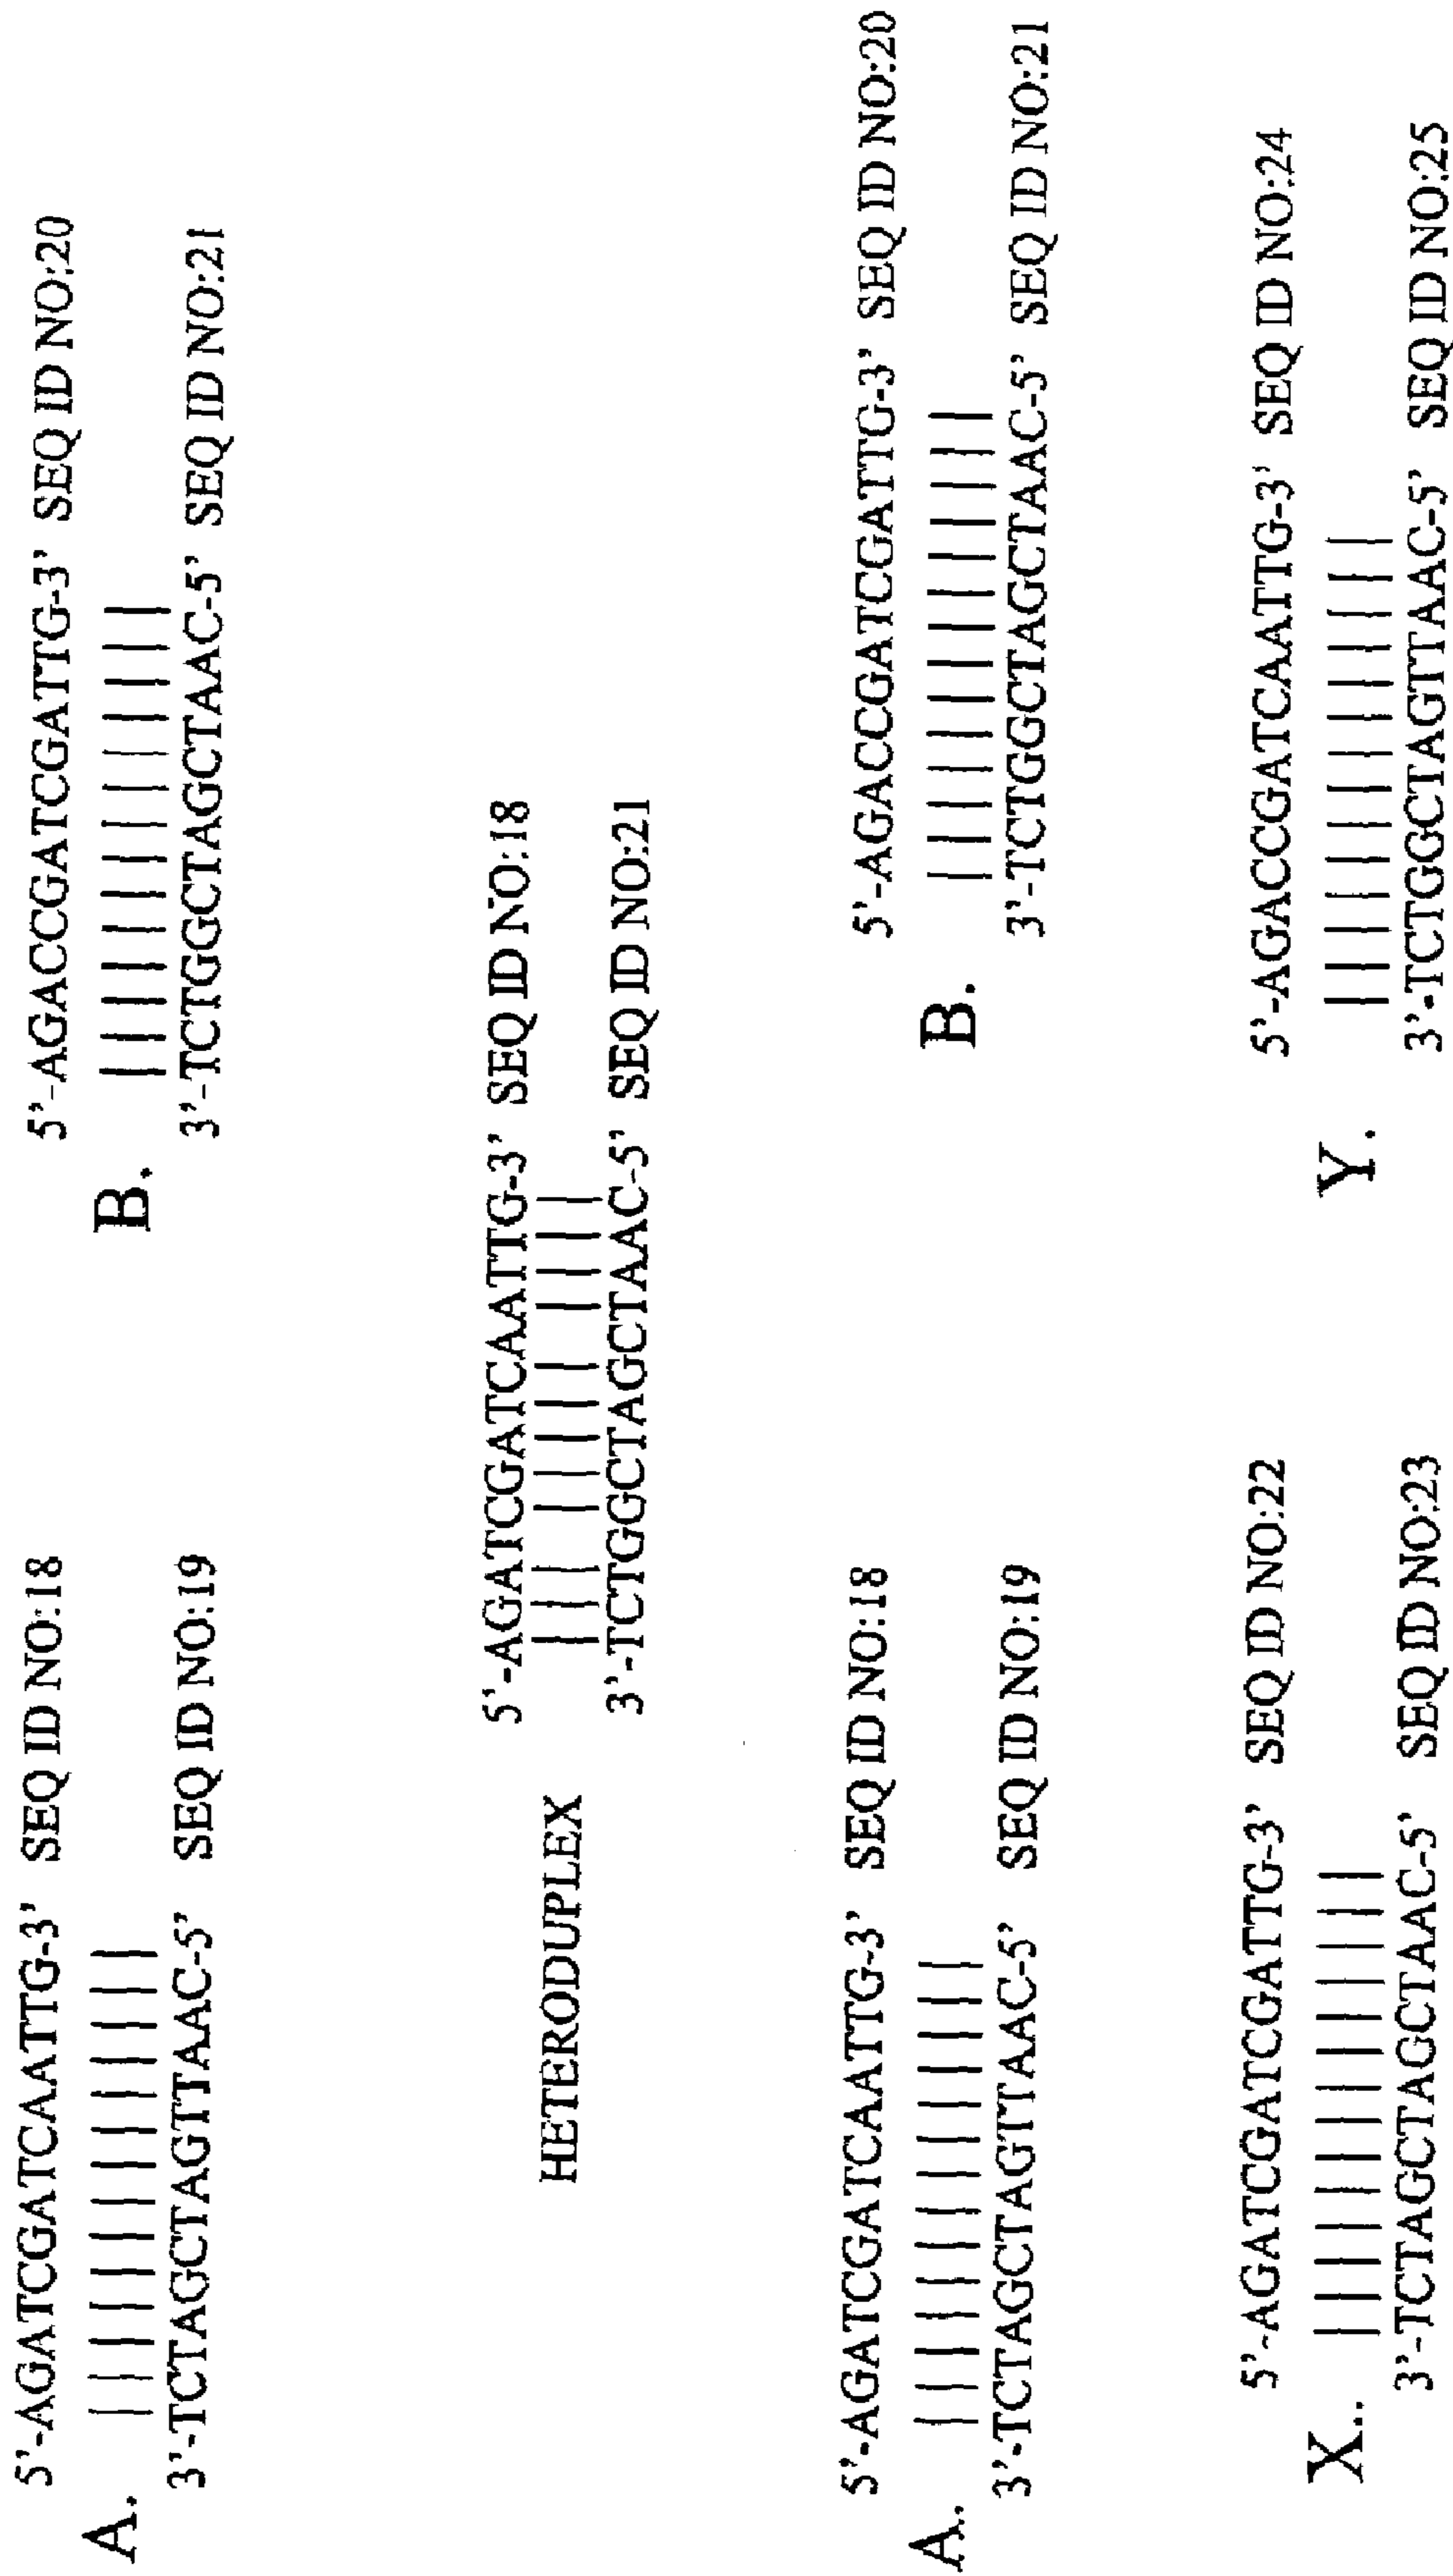 5'-AGATCGATCAATTG-3' SEQ ID NO:18
A.
3'-TCTAGCTAGTTAAC-5' SEQ ID NO:19
5'-AGACCGATCGATTG-3' SEQ ID NO:20
B.
3'-TCTGGCTAGCTAAC-5' SEQ ID NO:21
5'-AGATCGATCAATTG-3' SEQ ID NO:18
HETERODUPLEX
3'-TCTGGCTAGCTAAC-5' SEQ ID NO:21
5'-AGATCGATCAATTG-3' SEQ ID NO:18
A.
3'-TCTAGCTAGTTAAC-5' SEQ ID NO:19
5'-AGACCGATCGATTG-3' SEQ ID NO:20
B.
3'-TCTGGCTAGCTAAC-5' SEQ ID NO:21
5'-AGATCGATCGATTG-3' SEQ ID NO:22
X..
3'-TCTAGCTAGCTAAC-5' SEQ ID NO:23
5'-AGACCGATCAATTG-3' SEQ ID NO:24
Y.
3'-TCTGGCTAGTTAAC-5' SEQ ID NO:25